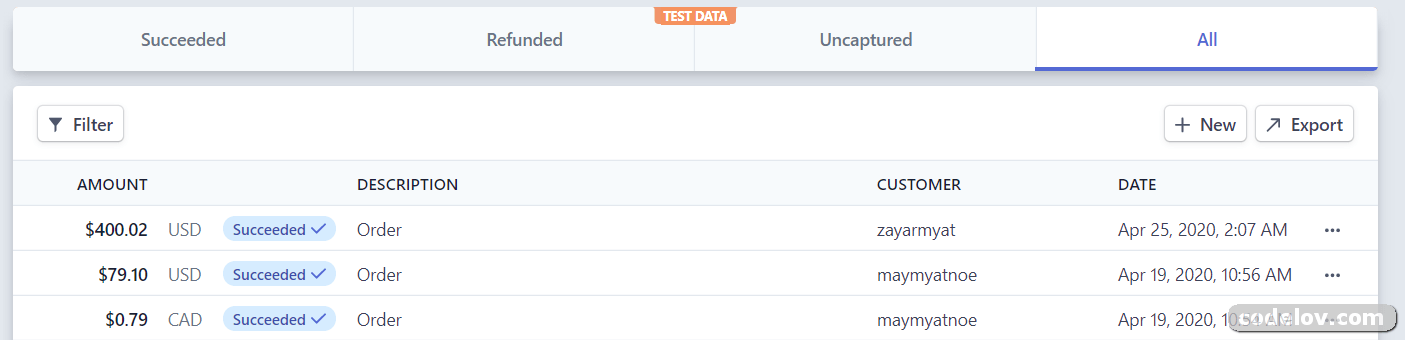 TEST DATA
Succeeded Refunded Uncaptured All
Filter + New Export
AMOUNT DESCRIPTION CUSTOMER DATE
$400.02 USD Succeeded Order zayarmyat Apr 25, 2020, 2:07 AM ...
$79.10 USD Succeeded Order maymyatnoe Apr 19, 2020, 10:56 AM ...
$0.79 CAD Succeeded Order maymyatnoe Apr 19, 2020, 10:54 AM ...
codelov.com